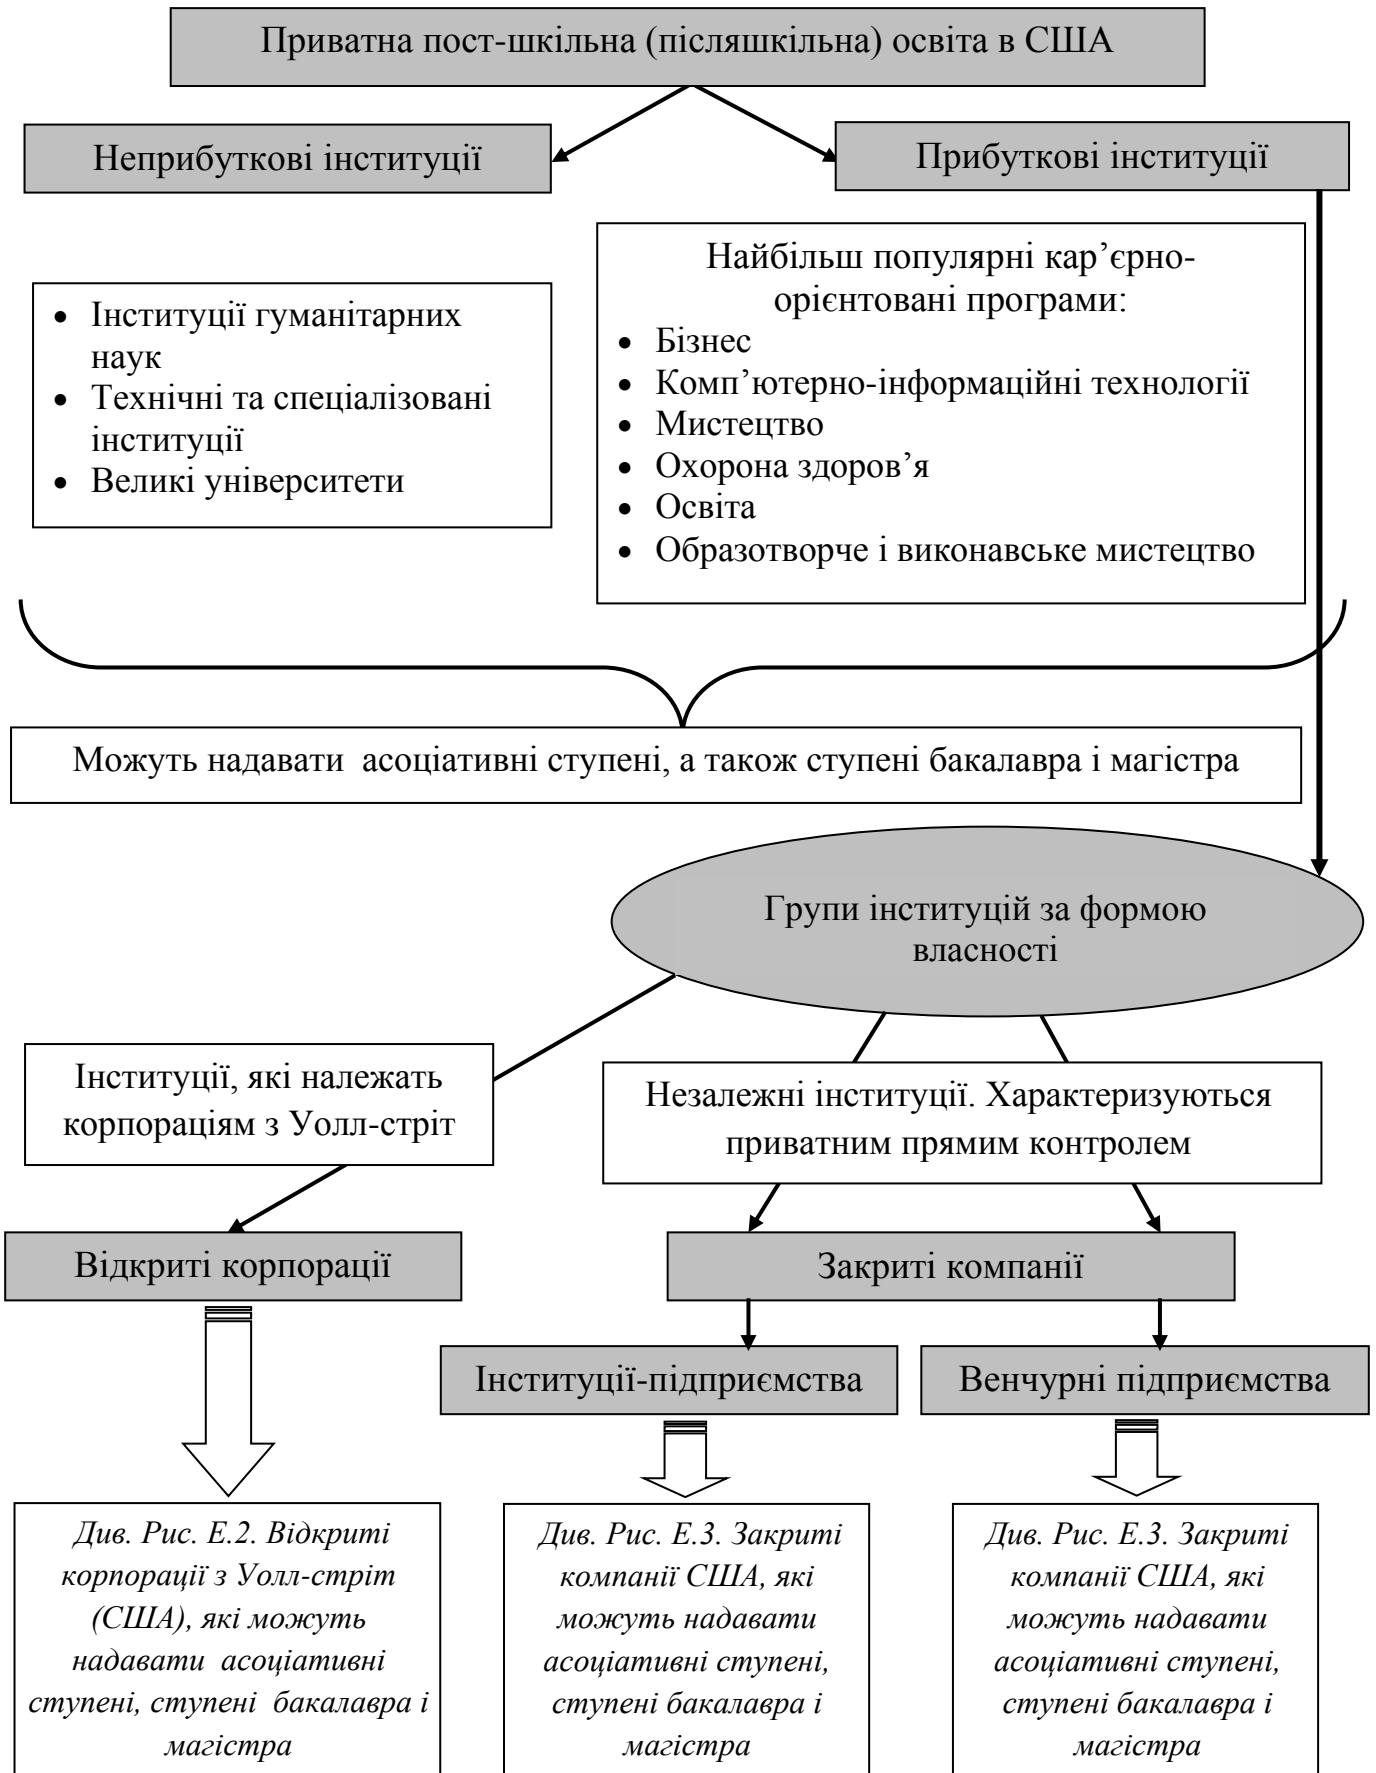 Приватна пост-шкільна (післяшкільна) освіта в США
Неприбуткові інституції
Прибуткові інституції
• Інституції гуманітарних
наук
• Технічні та спеціалізовані
інституції
• Великі університети
Найбільш популярні кар’єрно-
орієнтовані програми:
• Бізнес
• Комп’ютерно-інформаційні технології
• Мистецтво
• Охорона здоров’я
• Освіта
• Образотворче і виконавське мистецтво
Можуть надавати асоціативні ступені, а також ступені бакалавра і магістра
Групи інституцій за формою
власності
Інституції, які належать
корпораціям з Уолл-стріт
Незалежні інституції. Характеризуються
приватним прямим контролем
Відкриті корпорації
Закриті компанії
Інституції-підприємства
Венчурні підприємства
Див. Рис. Е.2. Відкриті
корпорації з Уолл-стріт
(США), які можуть
надавати асоціативні
ступені, ступені бакалавра і
магістра
Див. Рис. Е.3. Закриті
компанії США, які
можуть надавати
асоціативні ступені,
ступені бакалавра і
магістра
Див. Рис. Е.3. Закриті
компанії США, які
можуть надавати
асоціативні ступені,
ступені бакалавра і
магістра